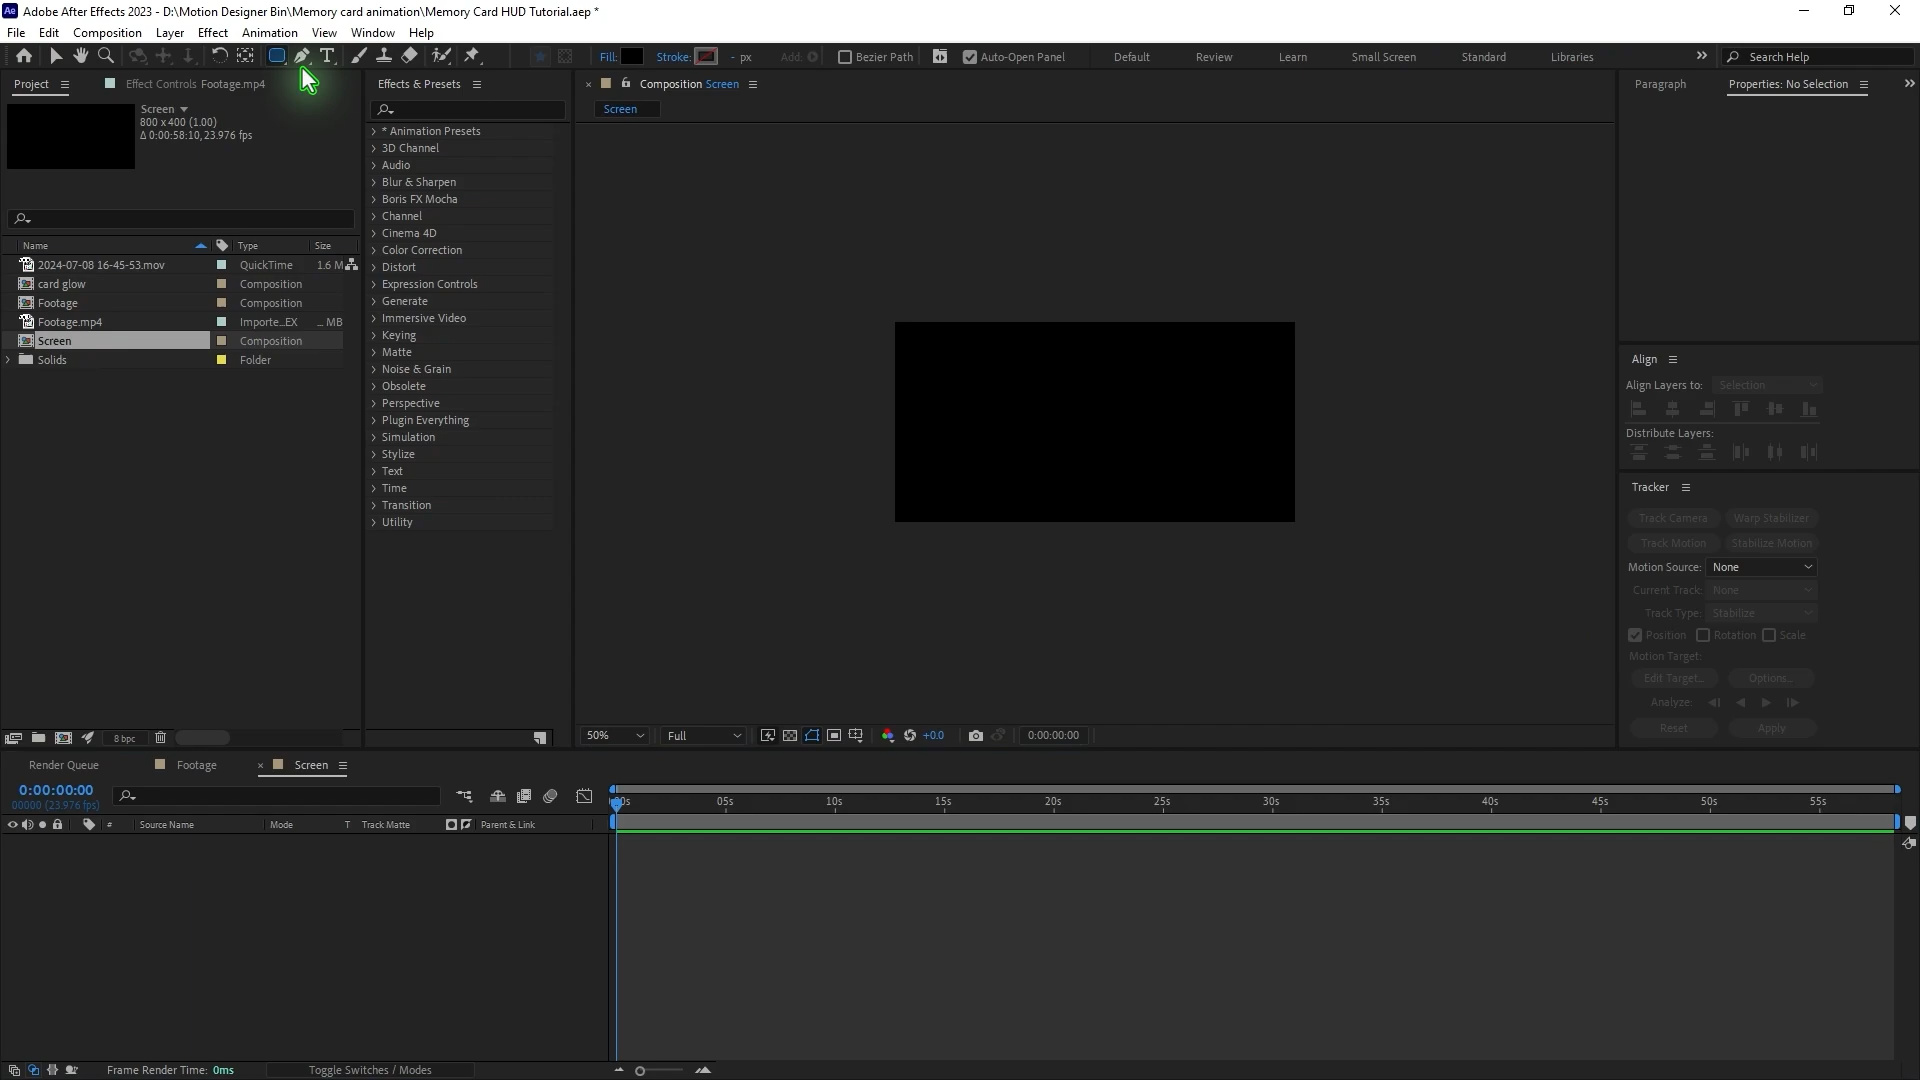 Adobe After Effects 2023 - D:\Motion Designer Bin\Memory card animation\Memory Card HUD Tutorial.aep *
File Edit Composition Layer Effect Animation View Window Help
Fill: Stroke: - px Add: Bezier Path Auto-Open Panel Default Review Learn Small Screen Standard Libraries Search Help
Project Effect Controls Footage.mp4
Screen
800 x 400 (1.00)
Δ 0:00:58:10, 23.976 fps
Name Type Size
2024-07-08 16-45-53.mov QuickTime 1.6 M
card glow Composition
Footage Composition
Footage.mp4 Importe...EX ... MB
Screen Composition
Solids Folder
8 bpc
Effects & Presets
* Animation Presets
3D Channel
Audio
Blur & Sharpen
Boris FX Mocha
Channel
Cinema 4D
Color Correction
Distort
Expression Controls
Generate
Immersive Video
Keying
Matte
Noise & Grain
Obsolete
Perspective
Plugin Everything
Simulation
Stylize
Text
Time
Transition
Utility
Composition Screen
Screen
50% Full +0.0 0:00:00:00
Paragraph Properties: No Selection
Align
Align Layers to: Selection
Distribute Layers:
Tracker
Track Camera Warp Stabilizer
Track Motion Stabilize Motion
Motion Source: None
Current Track: None
Track Type: Stabilize
Position Rotation Scale
Motion Target:
Edit Target... Options...
Analyze:
Reset Apply
Render Queue Footage Screen
0:00:00:00
00000 (23.976 fps)
# Source Name Mode T Track Matte Parent & Link
00s 05s 10s 15s 20s 25s 30s 35s 40s 45s 50s 55s
Frame Render Time: 0ms Toggle Switches / Modes